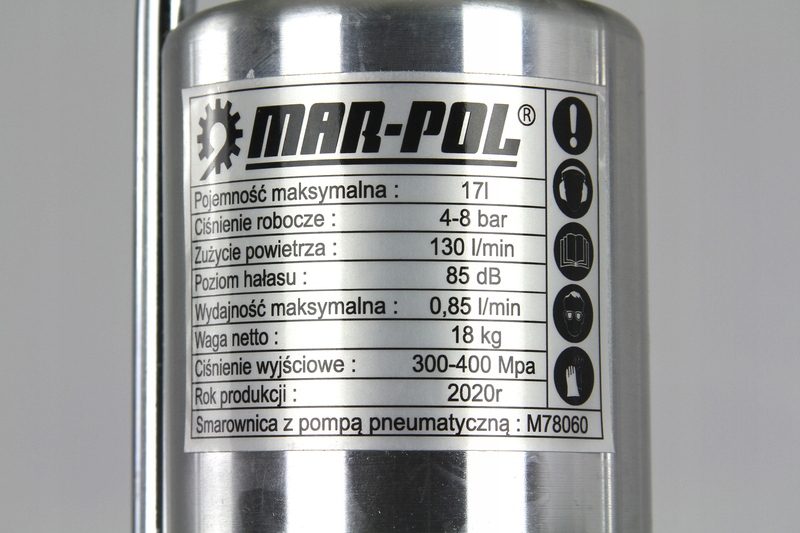 MAR-POL®
Pojemność maksymalna : 17l
Ciśnienie robocze : 4-8 bar
Zużycie powietrza : 130 l/min
Poziom hałasu : 85 dB
Wydajność maksymalna : 0,85 l/min
Waga netto : 18 kg
Ciśnienie wyjściowe : 300-400 Mpa
Rok produkcji : 2020r
Smarownica z pompą pneumatyczną : M78060